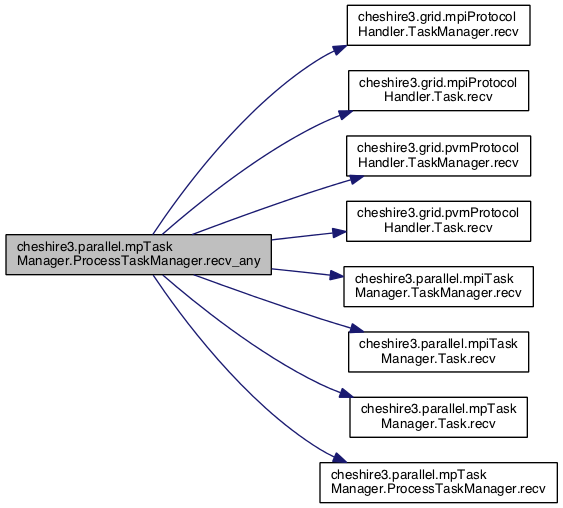 cheshire3.grid.mpiProtocol
Handler.TaskManager.recv
cheshire3.grid.mpiProtocol
Handler.Task.recv
cheshire3.grid.pvmProtocol
Handler.TaskManager.recv
cheshire3.grid.pvmProtocol
Handler.Task.recv
cheshire3.parallel.mpTask
Manager.ProcessTaskManager.recv_any
cheshire3.parallel.mpiTask
Manager.TaskManager.recv
cheshire3.parallel.mpiTask
Manager.Task.recv
cheshire3.parallel.mpTask
Manager.Task.recv
cheshire3.parallel.mpTask
Manager.ProcessTaskManager.recv